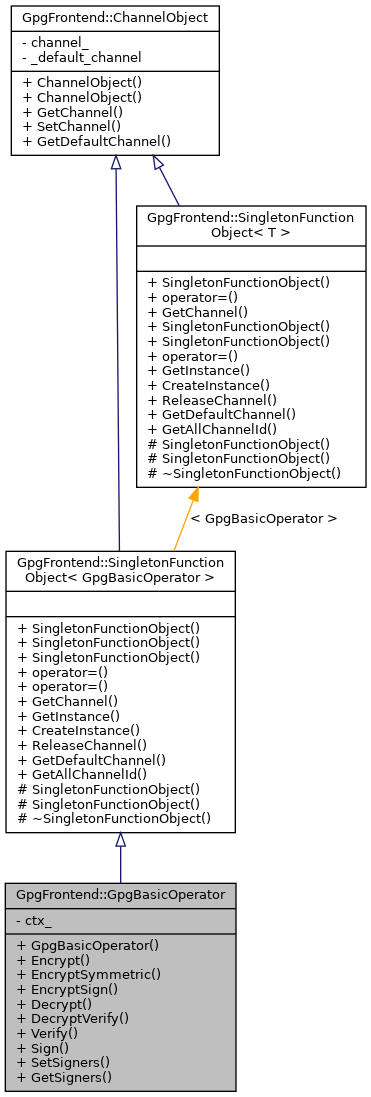 GpgFrontend::ChannelObject
- channel_
- _default_channel
+ ChannelObject()
+ ChannelObject()
+ GetChannel()
+ SetChannel()
+ GetDefaultChannel()
GpgFrontend::SingletonFunction
Object< T >
+ SingletonFunctionObject()
+ operator=()
+ GetChannel()
+ SingletonFunctionObject()
+ SingletonFunctionObject()
+ operator=()
+ GetInstance()
+ CreateInstance()
+ ReleaseChannel()
+ GetDefaultChannel()
+ GetAllChannelId()
# SingletonFunctionObject()
# SingletonFunctionObject()
# ~SingletonFunctionObject()
< GpgBasicOperator >
GpgFrontend::SingletonFunction
Object< GpgBasicOperator >
+ SingletonFunctionObject()
+ SingletonFunctionObject()
+ SingletonFunctionObject()
+ operator=()
+ operator=()
+ GetChannel()
+ GetInstance()
+ CreateInstance()
+ ReleaseChannel()
+ GetDefaultChannel()
+ GetAllChannelId()
# SingletonFunctionObject()
# SingletonFunctionObject()
# ~SingletonFunctionObject()
GpgFrontend::GpgBasicOperator
- ctx_
+ GpgBasicOperator()
+ Encrypt()
+ EncryptSymmetric()
+ EncryptSign()
+ Decrypt()
+ DecryptVerify()
+ Verify()
+ Sign()
+ SetSigners()
+ GetSigners()